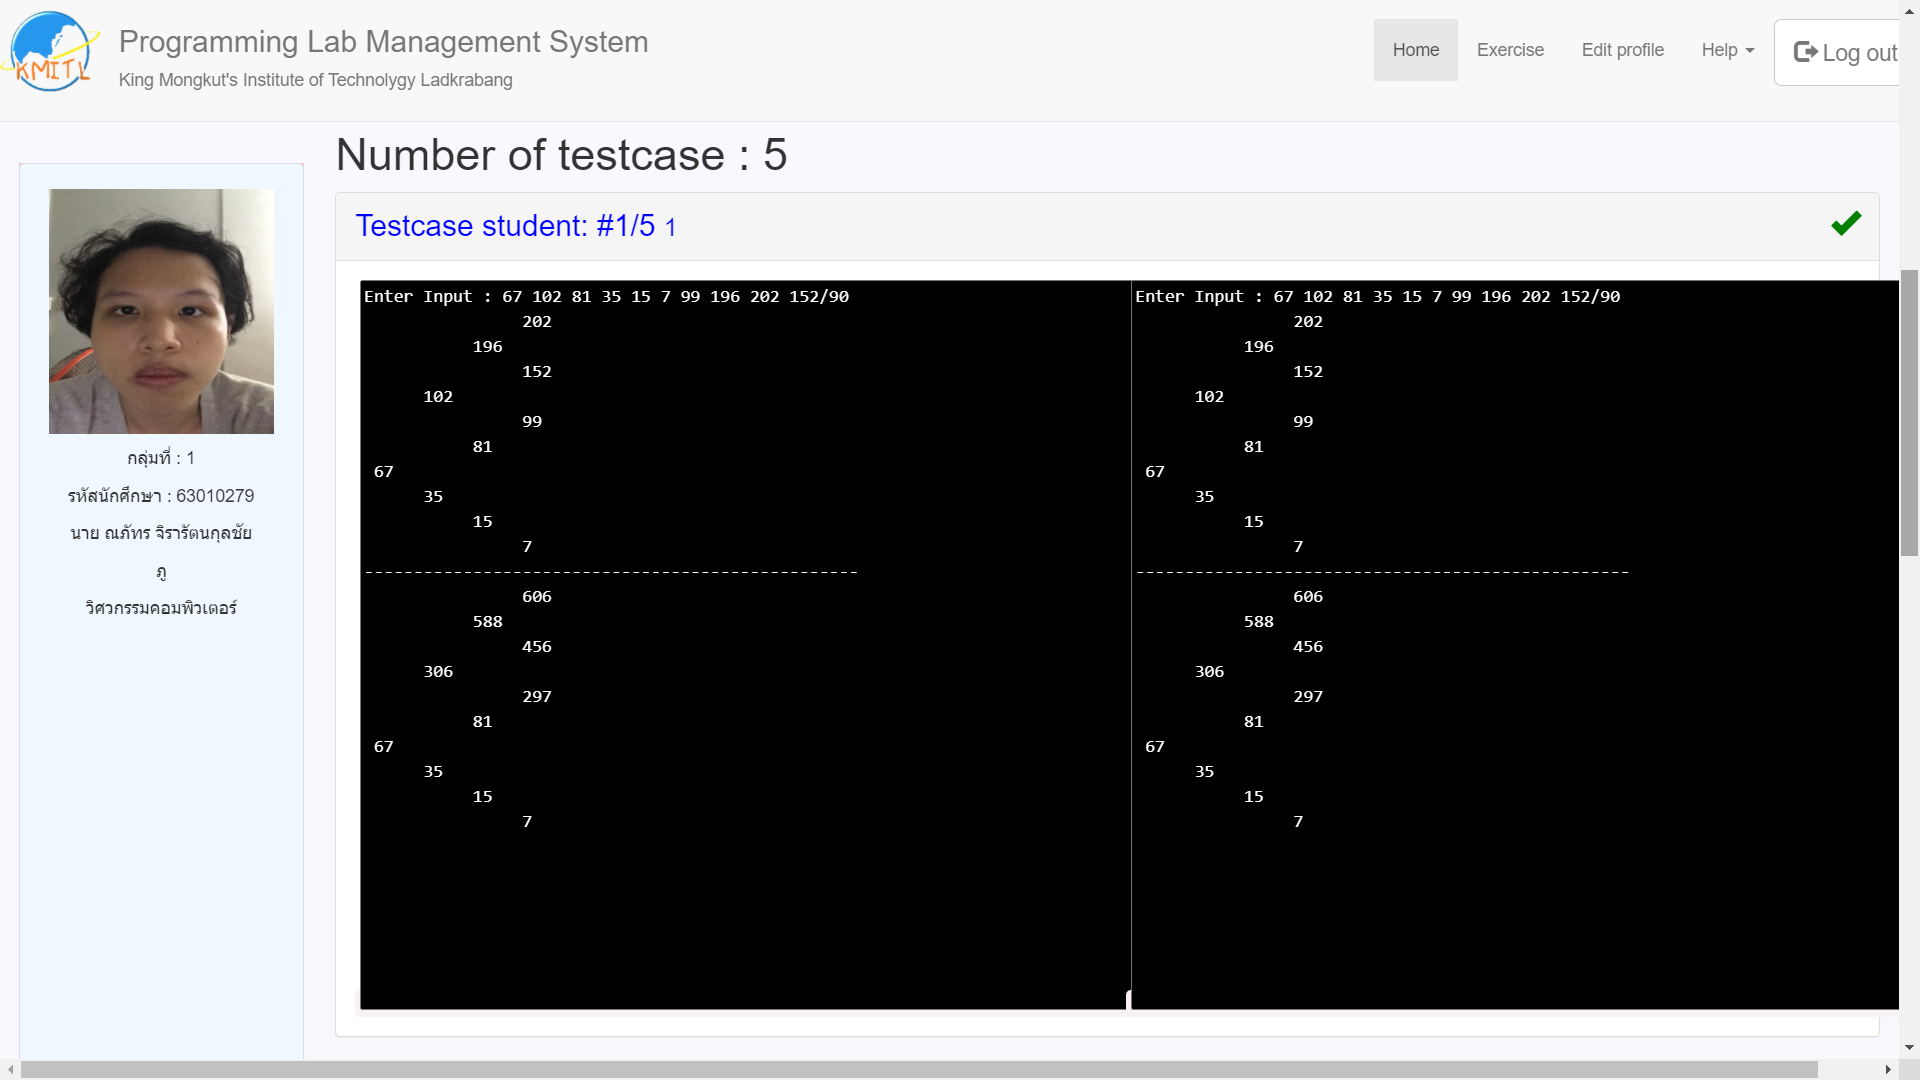 KMITL
Programming Lab Management System
King Mongkut's Institute of Technolygy Ladkrabang
Home
Exercise
Edit profile
Help
Log out
กลุ่มที่ : 1
รหัสนักศึกษา : 63010279
นาย ณภัทร จิรารัตนกุลชัย
ภู
วิศวกรรมคอมพิวเตอร์
Number of testcase : 5
Testcase student: #1/5 1
Enter Input : 67 102 81 35 15 7 99 196 202 152/90
202
196
152
102
99
81
67
35
15
7
--------------------------------------------------
606
588
456
306
297
81
67
35
15
7
Enter Input : 67 102 81 35 15 7 99 196 202 152/90
202
196
152
102
99
81
67
35
15
7
--------------------------------------------------
606
588
456
306
297
81
67
35
15
7